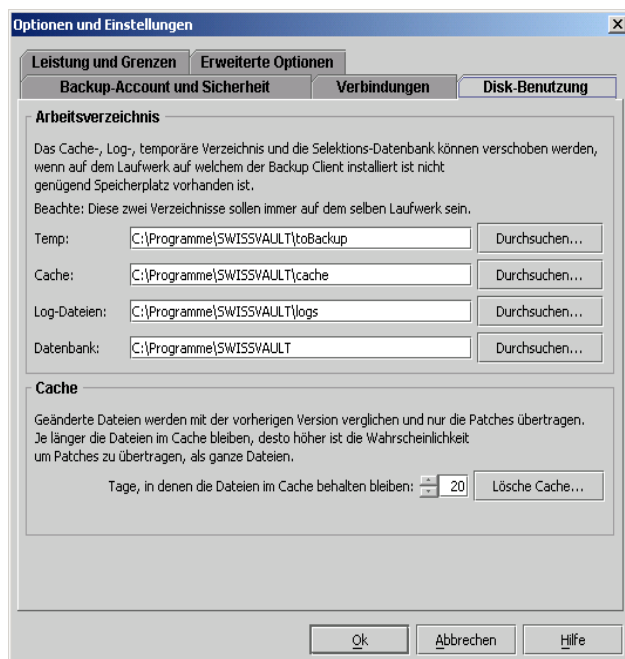 Optionen und Einstellungen
Leistung und Grenzen Erweiterte Optionen
Backup-Account und Sicherheit Verbindungen Disk-Benutzung
Arbeitsverzeichnis
Das Cache-, Log-, temporäre Verzeichnis und die Selektions-Datenbank können verschoben werden,
wenn auf dem Laufwerk auf welchem der Backup Client installiert ist nicht
genügend Speicherplatz vorhanden ist.
Beachte: Diese zwei Verzeichnisse sollen immer auf dem selben Laufwerk sein.
Temp: C:\Programme\SWISSVAULT\toBackup Durchsuchen...
Cache: C:\Programme\SWISSVAULT\cache Durchsuchen...
Log-Dateien: C:\Programme\SWISSVAULT\logs Durchsuchen...
Datenbank: C:\Programme\SWISSVAULT Durchsuchen...
Cache
Geänderte Dateien werden mit der vorherigen Version verglichen und nur die Patches übertragen.
Je länger die Dateien im Cache bleiben, desto höher ist die Wahrscheinlichkeit
um Patches zu übertragen, als ganze Dateien.
Tage, in denen die Dateien im Cache behalten bleiben: 20 Lösche Cache...
Ok Abbrechen Hilfe